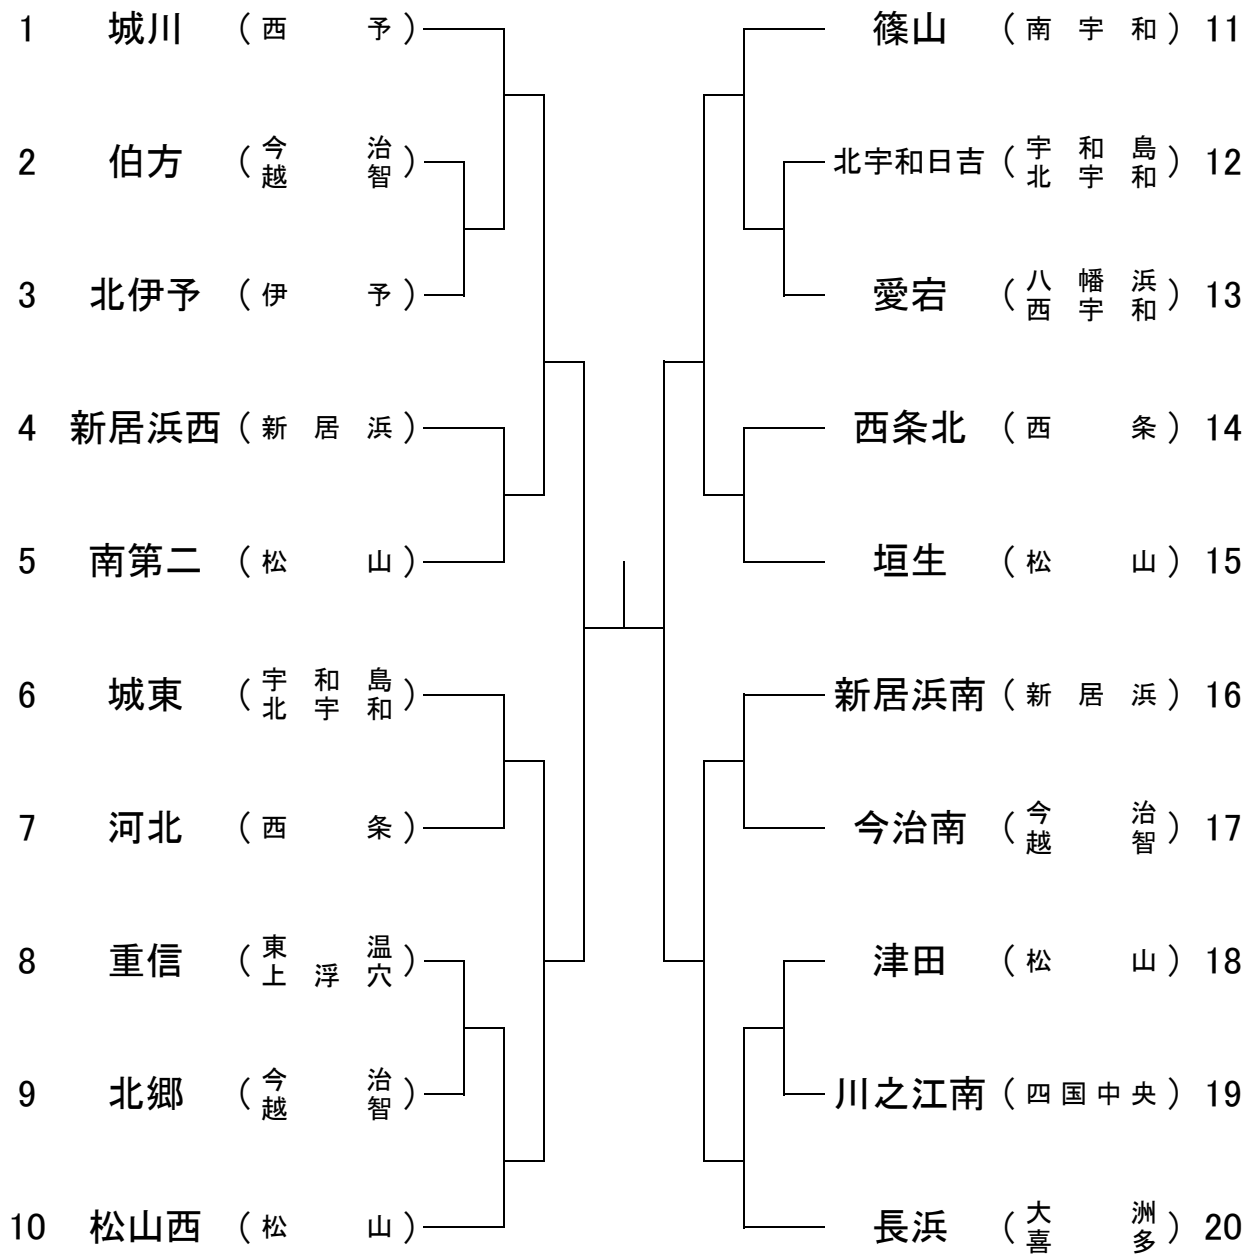 1 城川 (西予)
2 伯方 (今治越智)
3 北伊予 (伊予)
4 新居浜西 (新居浜)
5 南第二 (松山)
6 城東 (宇和島北宇和)
7 河北 (西条)
8 重信 (東温上浮穴)
9 北郷 (今治越智)
10 松山西 (松山)
篠山 (南宇和) 11
北宇和日吉 (宇和島北宇和) 12
愛宕 (八幡浜西宇和) 13
西条北 (西条) 14
垣生 (松山) 15
新居浜南 (新居浜) 16
今治南 (今治越智) 17
津田 (松山) 18
川之江南 (四国中央) 19
長浜 (大洲喜多) 20